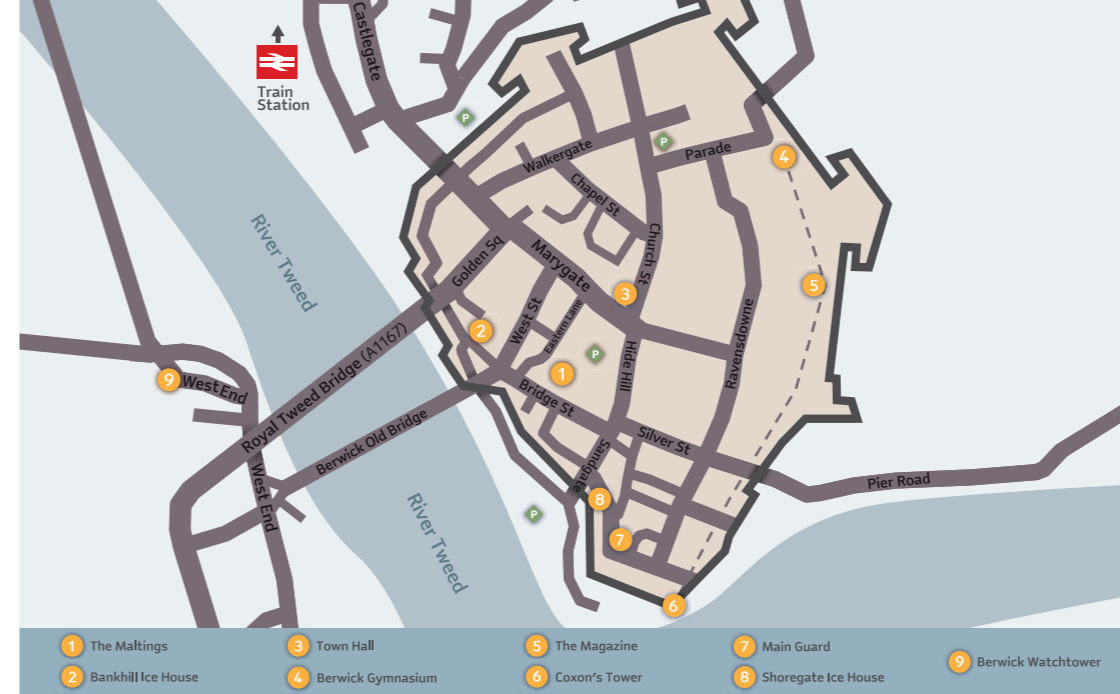 Castlegate
Train
Station
P
P
Walkergate
Parade
4
Chapel St
River Tweed
Golden Sq
Marygate
Church St
3
5
2
West St
Eastern Lane
P
1
Ravensdowne
Hide Hill
9
West End
Royal Tweed Bridge (A1167)
Bridge St
Berwick Old Bridge
Silver St
Sandgate
West End
Pier Road
River Tweed
8
P
7
6
1 The Maltings
2 Bankhill Ice House
3 Town Hall
4 Berwick Gymnasium
5 The Magazine
6 Coxon's Tower
7 Main Guard
8 Shoregate Ice House
9 Berwick Watchtower